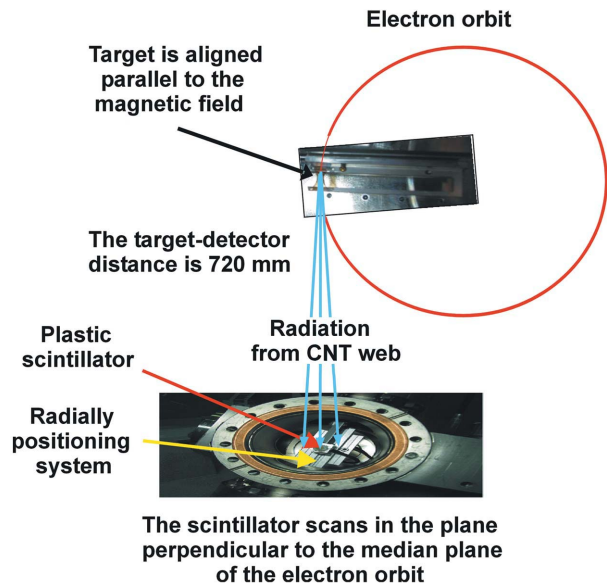 Electron orbit
Target is aligned
parallel to the
magnetic field
The target-detector
distance is 720 mm
Radiation
from CNT web
Plastic
scintillator
Radially
positioning
system
The scintillator scans in the plane
perpendicular to the median plane
of the electron orbit